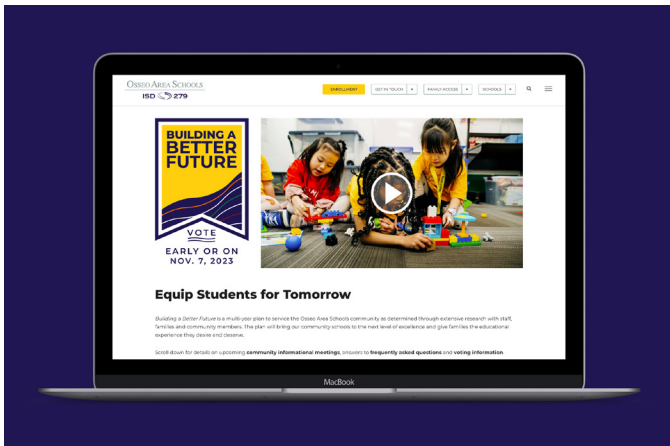 OSSEO AREA SCHOOLS
ISD 279
ENROLLMENT
GET IN TOUCH
FAMILY ACCESS
SCHOOLS
BUILDING A
BETTER
FUTURE
VOTE
EARLY OR ON
NOV. 7, 2023
Equip Students for Tomorrow
Building a Better Future is a multi-year plan to service the Osseo Area Schools community as determined through extensive research with staff,
families and community members. The plan will bring our community schools to the next level of excellence and give families the educational
experience they desire and deserve.
Scroll down for details on upcoming community informational meetings, answers to frequently asked questions and voting information.
MacBook